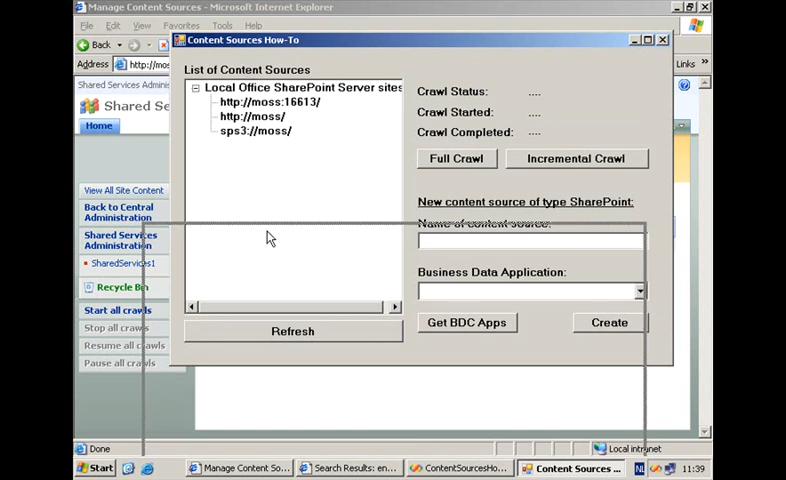 Manage Content Sources - Microsoft Internet Explorer
File Edit View Favorites Tools Help
Back
Address http://mos
Links
Content Sources How-To
Shared Services Adminis
Shared Se
Home
View All Site Content
Back to Central
Administration
Shared Services
Administration
SharedServices1
Recycle Bin
Start all crawls
Stop all crawls
Resume all crawls
Pause all crawls
List of Content Sources
Local Office SharePoint Server sites
http://moss:16613/
http://moss/
sps3://moss/
Refresh
Crawl Status: ....
Crawl Started: ....
Crawl Completed: ....
Full Crawl Incremental Crawl
New content source of type SharePoint:
Name of content source:
Business Data Application:
Get BDC Apps Create
Done
Local intranet
Start
Manage Content So...
Search Results: en...
ContentSourcesHo...
Content Sources ...
NL
11:39